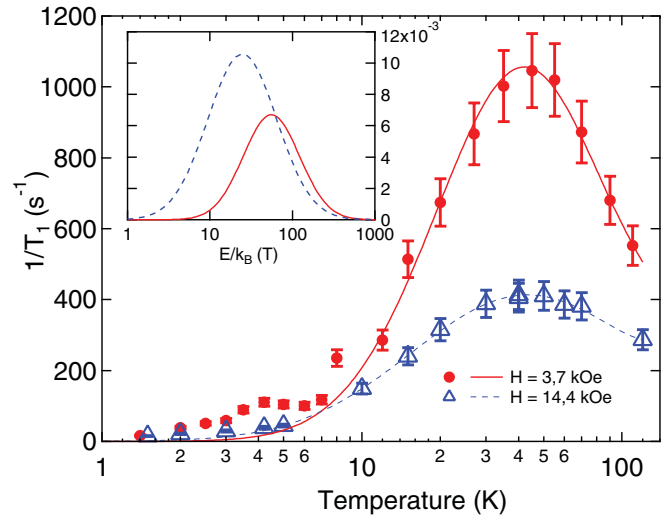 1200
1000
800
600
400
200
0
1/T₁ (s⁻¹)
12x10⁻³
10
8
6
4
2
0
1 10 100 1000
E/k_B (T)
H = 3,7 kOe
H = 14,4 kOe
1 2 3 4 5 6 10 2 3 4 5 6 100
Temperature (K)